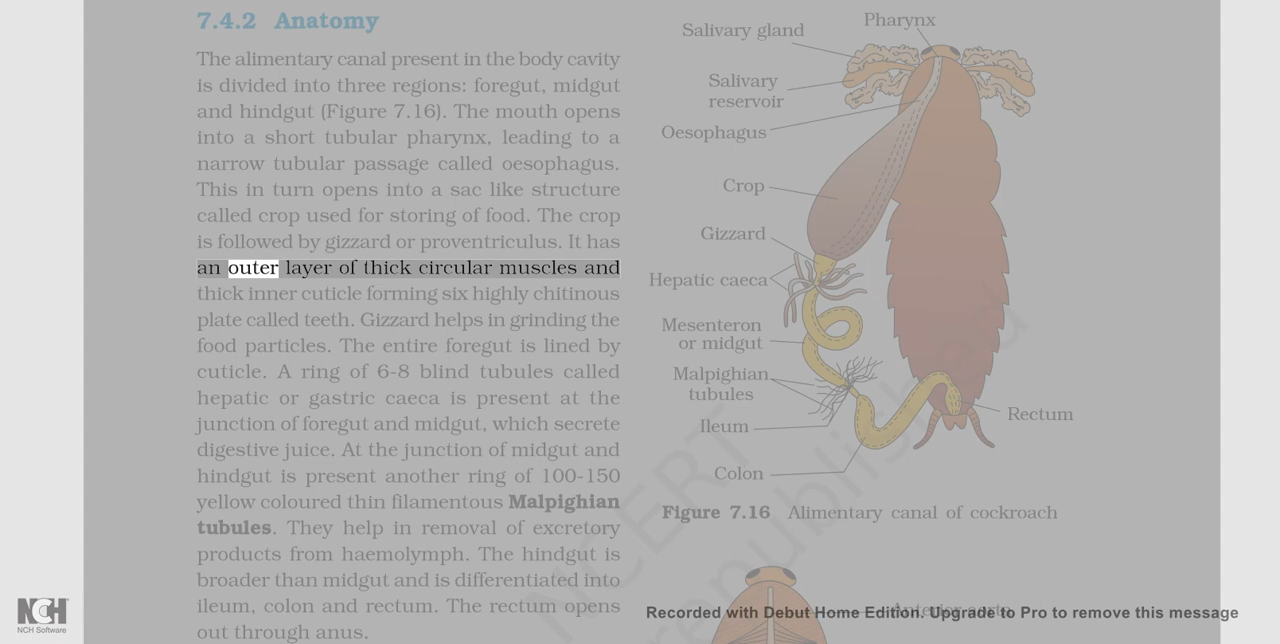 7.4.2 Anatomy
The alimentary canal present in the body cavity
is divided into three regions: foregut, midgut
and hindgut (Figure 7.16). The mouth opens
into a short tubular pharynx, leading to a
narrow tubular passage called oesophagus.
This in turn opens into a sac like structure
called crop used for storing of food. The crop
is followed by gizzard or proventriculus. It has
an outer layer of thick circular muscles and
thick inner cuticle forming six highly chitinous
plate called teeth. Gizzard helps in grinding the
food particles. The entire foregut is lined by
cuticle. A ring of 6-8 blind tubules called
hepatic or gastric caeca is present at the
junction of foregut and midgut, which secrete
digestive juice. At the junction of midgut and
hindgut is present another ring of 100-150
yellow coloured thin filamentous Malpighian
tubules. They help in removal of excretory
products from haemolymph. The hindgut is
broader than midgut and is differentiated into
ileum, colon and rectum. The rectum opens
out through anus.
Pharynx
Salivary gland
Salivary
reservoir
Oesophagus
Crop
Gizzard
Hepatic caeca
Mesenteron
or midgut
Malpighian
tubules
Ileum
Rectum
Colon
Figure 7.16 Alimentary canal of cockroach
Anterior aorta
Recorded with Debut Home Edition. Upgrade to Pro to remove this message
NCH
NCH Software
NCERT
republished